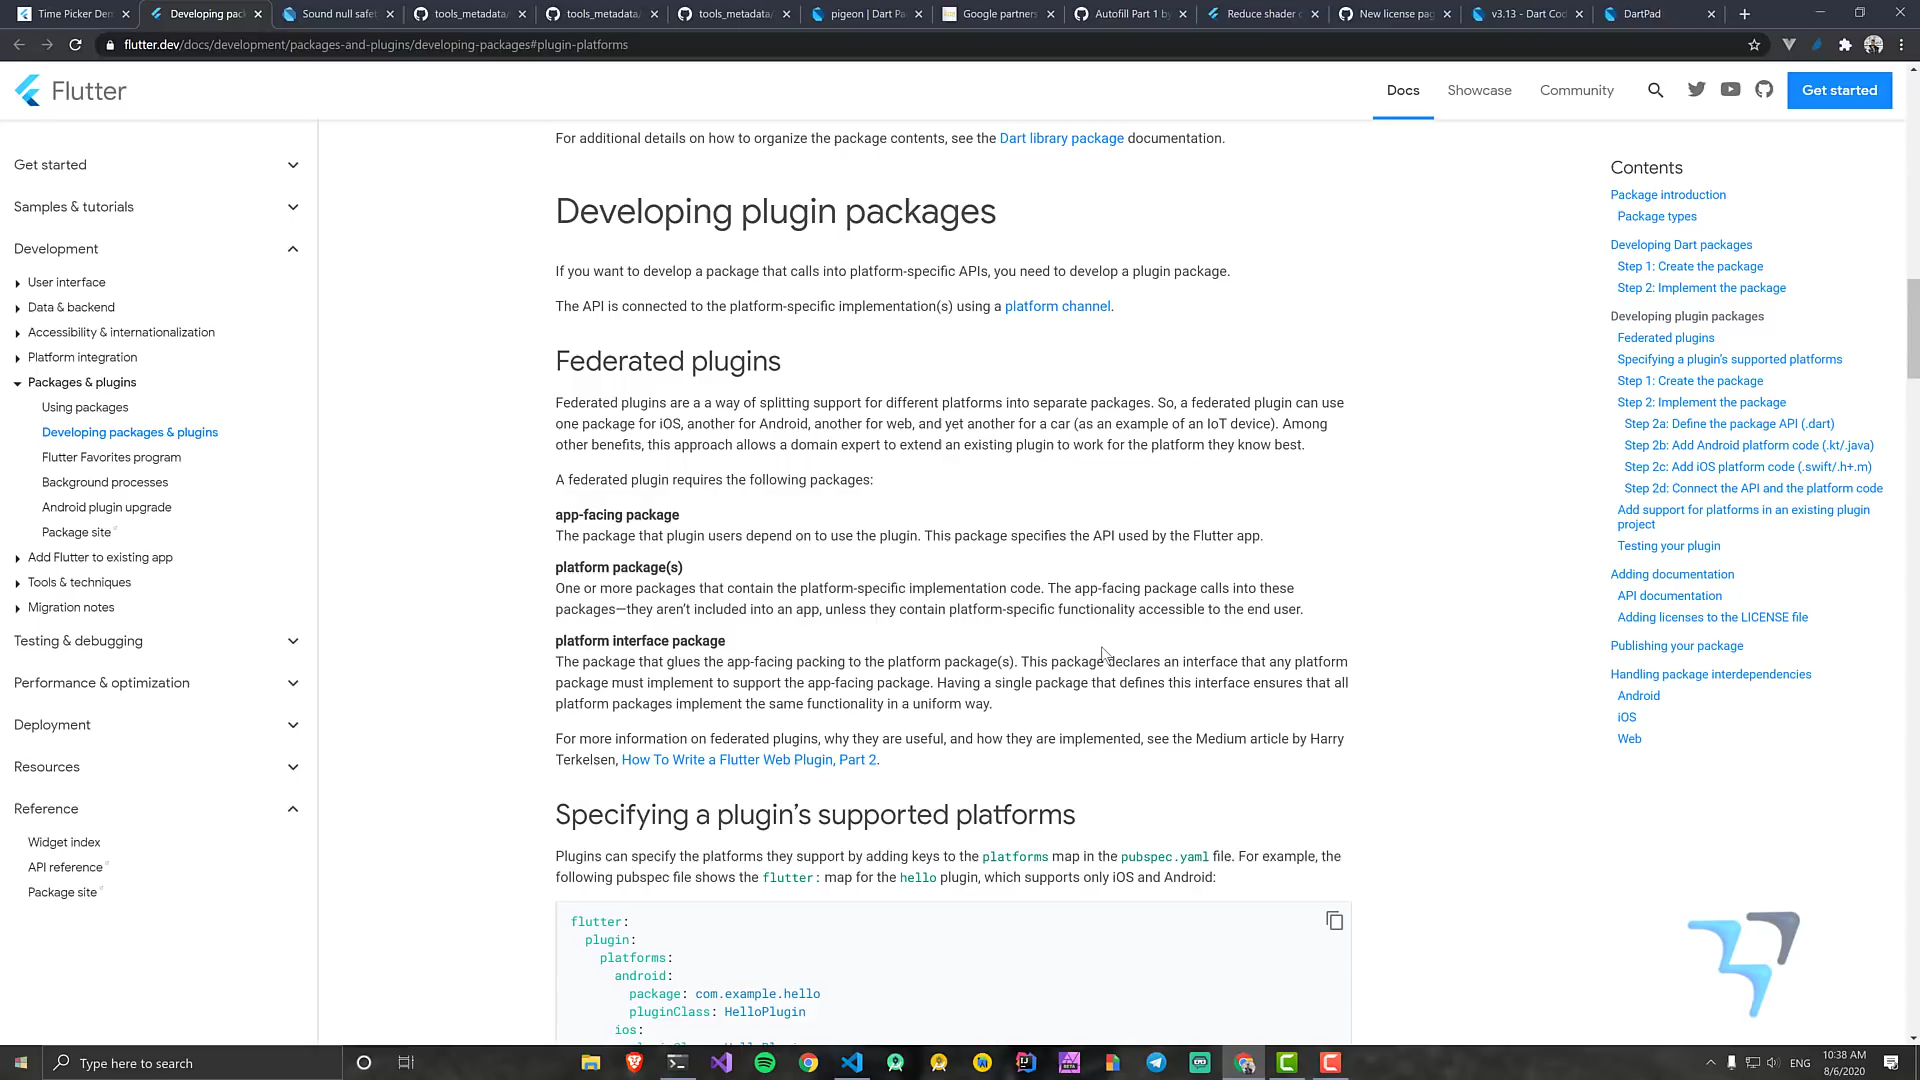 Time Picker Den
Developing pac
Sound null safet
tools_metadata/
tools_metadata/
tools_metadata/
pigeon | Dart Pa
Google partners
Autofill Part 1 by
Reduce shader c
New license pag
v3.13 - Dart Cod
DartPad
flutter.dev/docs/development/packages-and-plugins/developing-packages#plugin-platforms
Flutter
Docs
Showcase
Community
Get started
Get started
Samples & tutorials
Development
User interface
Data & backend
Accessibility & internationalization
Platform integration
Packages & plugins
Using packages
Developing packages & plugins
Flutter Favorites program
Background processes
Android plugin upgrade
Package site
Add Flutter to existing app
Tools & techniques
Migration notes
Testing & debugging
Performance & optimization
Deployment
Resources
Reference
Widget index
API reference
Package site
For additional details on how to organize the package contents, see the Dart library package documentation.
Developing plugin packages
If you want to develop a package that calls into platform-specific APIs, you need to develop a plugin package.
The API is connected to the platform-specific implementation(s) using a platform channel.
Federated plugins
Federated plugins are a a way of splitting support for different platforms into separate packages. So, a federated plugin can use
one package for iOS, another for Android, another for web, and yet another for a car (as an example of an IoT device). Among
other benefits, this approach allows a domain expert to extend an existing plugin to work for the platform they know best.
A federated plugin requires the following packages:
app-facing package
The package that plugin users depend on to use the plugin. This package specifies the API used by the Flutter app.
platform package(s)
One or more packages that contain the platform-specific implementation code. The app-facing package calls into these
packages—they aren't included into an app, unless they contain platform-specific functionality accessible to the end user.
platform interface package
The package that glues the app-facing packing to the platform package(s). This package declares an interface that any platform
package must implement to support the app-facing package. Having a single package that defines this interface ensures that all
platform packages implement the same functionality in a uniform way.
For more information on federated plugins, why they are useful, and how they are implemented, see the Medium article by Harry
Terkelsen, How To Write a Flutter Web Plugin, Part 2.
Specifying a plugin's supported platforms
Plugins can specify the platforms they support by adding keys to the platforms map in the pubspec.yaml file. For example, the
following pubspec file shows the flutter: map for the hello plugin, which supports only iOS and Android:
flutter:
plugin:
platforms:
android:
package: com.example.hello
pluginClass: HelloPlugin
ios:
Contents
Package introduction
Package types
Developing Dart packages
Step 1: Create the package
Step 2: Implement the package
Developing plugin packages
Federated plugins
Specifying a plugin's supported platforms
Step 1: Create the package
Step 2: Implement the package
Step 2a: Define the package API (.dart)
Step 2b: Add Android platform code (.kt/.java)
Step 2c: Add iOS platform code (.swift/.h+.m)
Step 2d: Connect the API and the platform code
Add support for platforms in an existing plugin
project
Testing your plugin
Adding documentation
API documentation
Adding licenses to the LICENSE file
Publishing your package
Handling package interdependencies
Android
iOS
Web
Type here to search
ENG
10:38 AM
8/6/2020